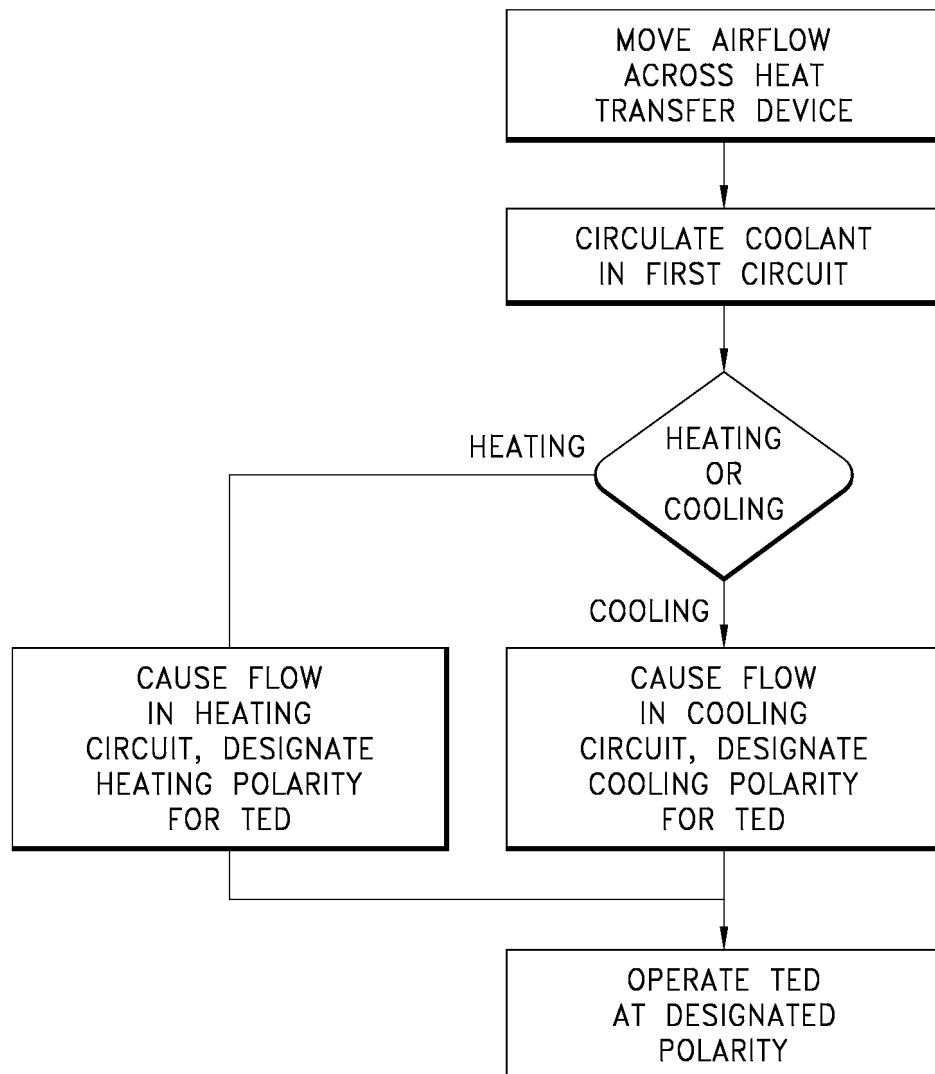 MOVE AIRFLOW
ACROSS HEAT
TRANSFER DEVICE
CIRCULATE COOLANT
IN FIRST CIRCUIT
HEATING
HEATING
OR
COOLING
COOLING
CAUSE FLOW
IN HEATING
CIRCUIT, DESIGNATE
HEATING POLARITY
FOR TED
CAUSE FLOW
IN COOLING
CIRCUIT, DESIGNATE
COOLING POLARITY
FOR TED
OPERATE TED
AT DESIGNATED
POLARITY